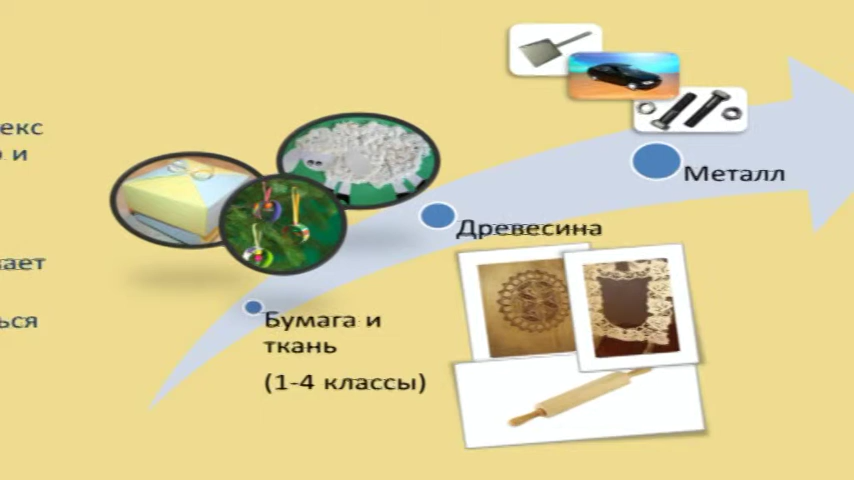 Металл
Древесина
Бумага и
ткань
(1-4 классы)